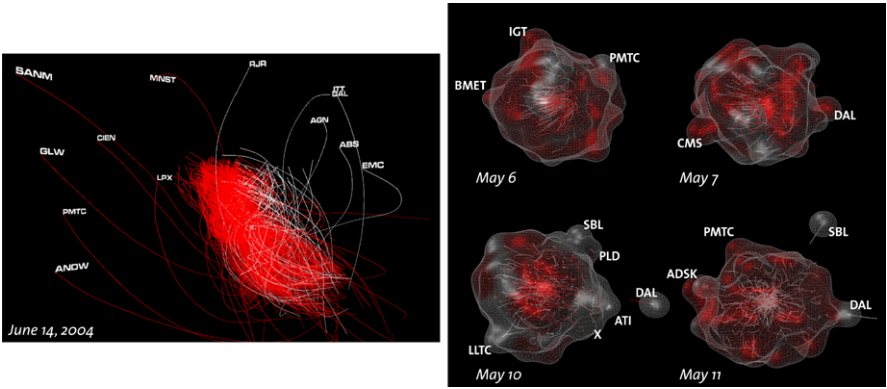 SANM
MNST
RJR
ITT
DAL
AGN
CIEN
ABS
GLW
EMC
LPX
PMTC
ANDW
June 14, 2004
IGT
PMTC
BMET
May 6
DAL
CMS
May 7
SBL
PLD
DAL
ATI
X
LLTC
May 10
SBL
PMTC
ADSK
DAL
May 11